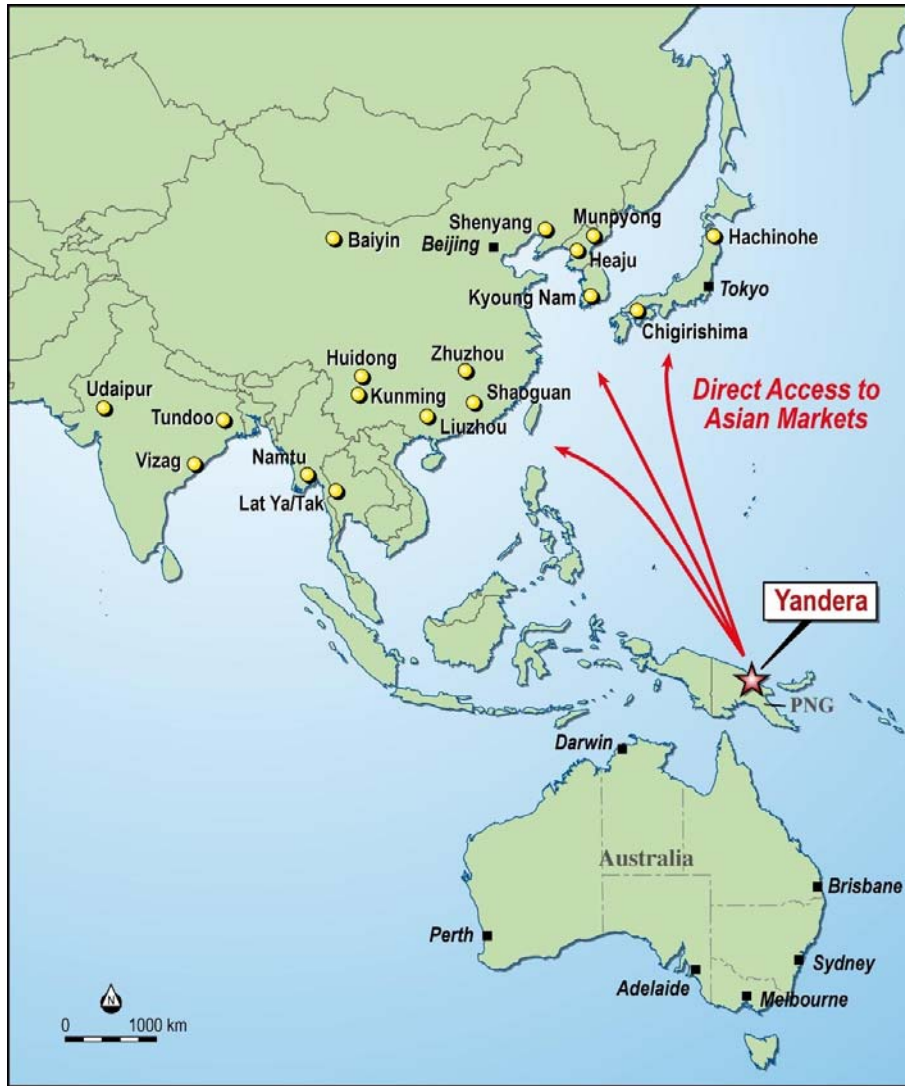 Shenyang
Munpyong
Baiyin
Beijing
Hachinohe
Heaju
Kyoung Nam
Tokyo
Chigirishima
Huidong
Zhuzhou
Direct Access to
Asian Markets
Udaipur
Kunming
Shaoguan
Tundoo
Liuzhou
Vizag
Namtu
Lat Ya/Tak
Yandera
PNG
Darwin
Australia
Brisbane
Perth
Sydney
Adelaide
Melbourne
N
0 1000 km